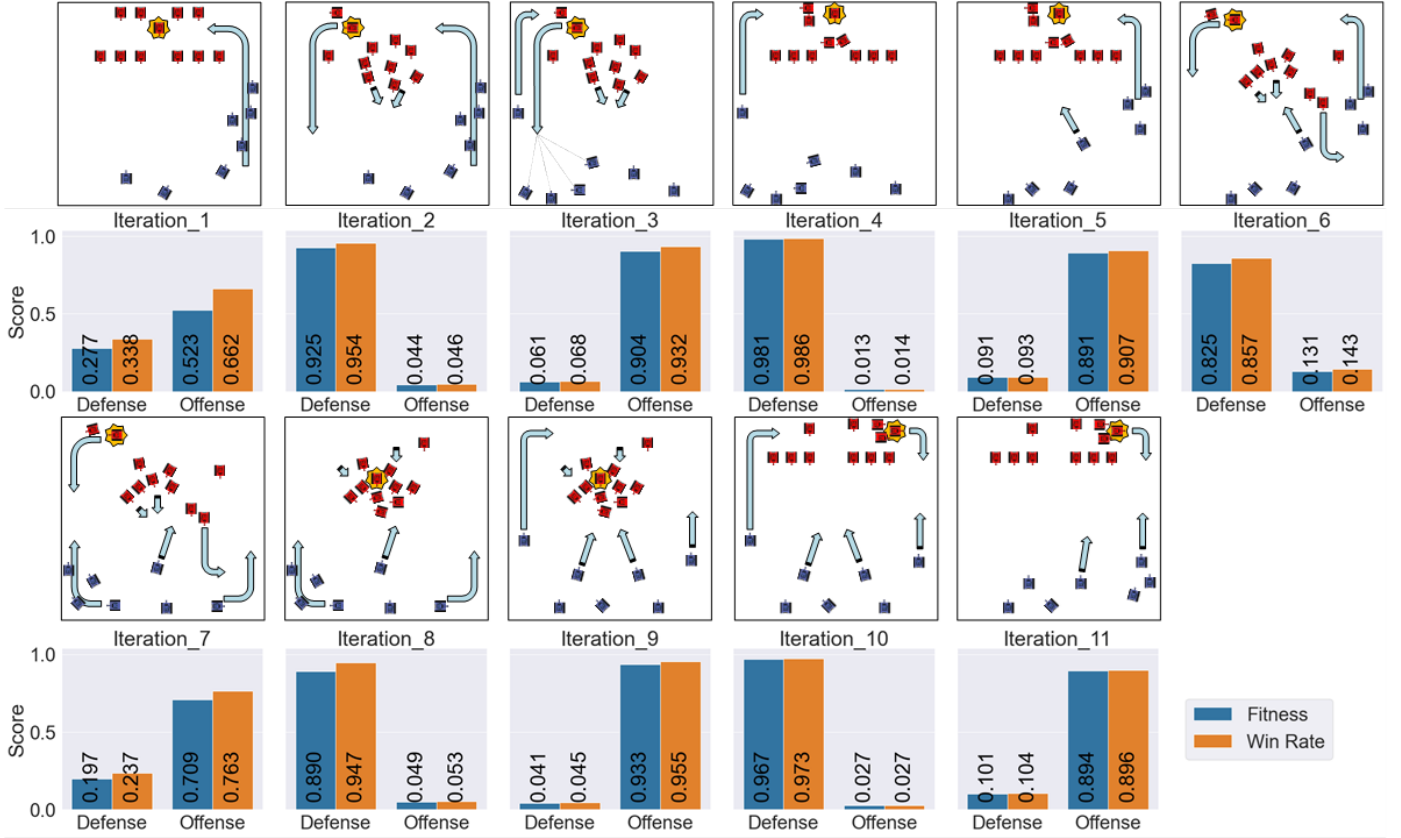 Iteration_1 Iteration_2 Iteration_3 Iteration_4 Iteration_5 Iteration_6
1.0
0.5
0.0
Score
0.277 0.338 0.523 0.662 0.925 0.954 0.044 0.046 0.061 0.068 0.904 0.932 0.981 0.986 0.013 0.014 0.091 0.093 0.891 0.907 0.825 0.857 0.131 0.143
Defense Offense Defense Offense Defense Offense Defense Offense Defense Offense Defense Offense
Iteration_7 Iteration_8 Iteration_9 Iteration_10 Iteration_11
1.0
0.5
0.0
Score
0.197 0.237 0.709 0.763 0.890 0.947 0.049 0.053 0.041 0.045 0.933 0.955 0.967 0.973 0.027 0.027 0.101 0.104 0.894 0.896
Defense Offense Defense Offense Defense Offense Defense Offense Defense Offense
Fitness
Win Rate